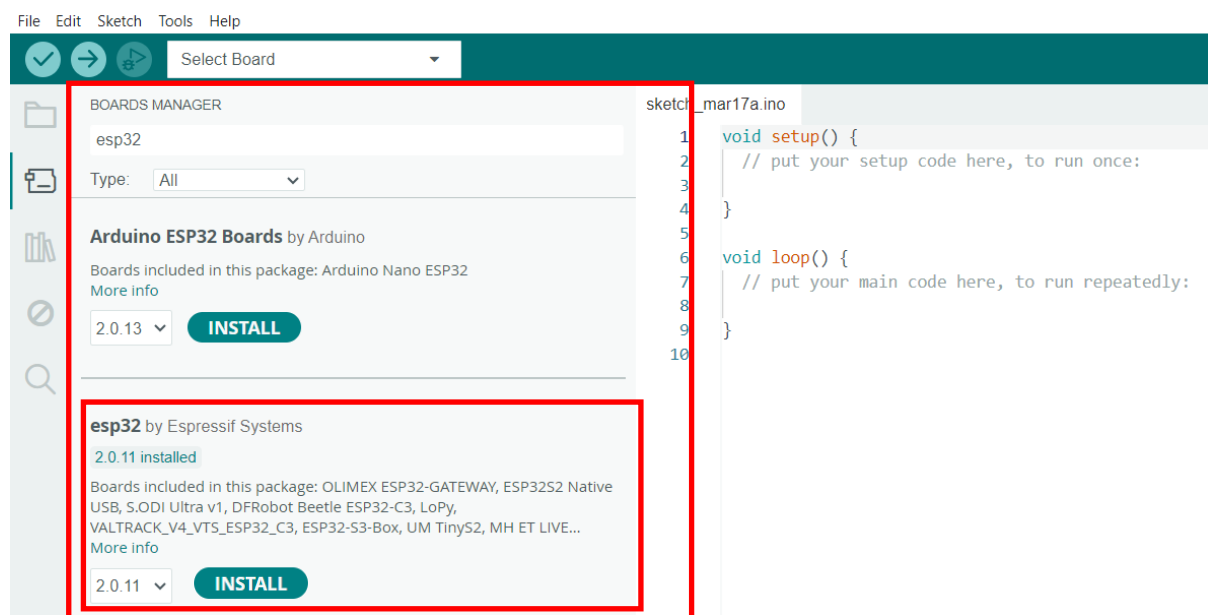 File Edit Sketch Tools Help
Select Board
BOARDS MANAGER
esp32
Type: All
Arduino ESP32 Boards by Arduino
Boards included in this package: Arduino Nano ESP32
More info
2.0.13 INSTALL
esp32 by Espressif Systems
2.0.11 installed
Boards included in this package: OLIMEX ESP32-GATEWAY, ESP32S2 Native
USB, S.ODI Ultra v1, DFRobot Beetle ESP32-C3, LoPy,
VALTRACK_V4_VTS_ESP32_C3, ESP32-S3-Box, UM TinyS2, MH ET LIVE...
More info
2.0.11 INSTALL
sketch_mar17a.ino
1 void setup() {
2 // put your setup code here, to run once:
3
4 }
5
6 void loop() {
7 // put your main code here, to run repeatedly:
8
9 }
10